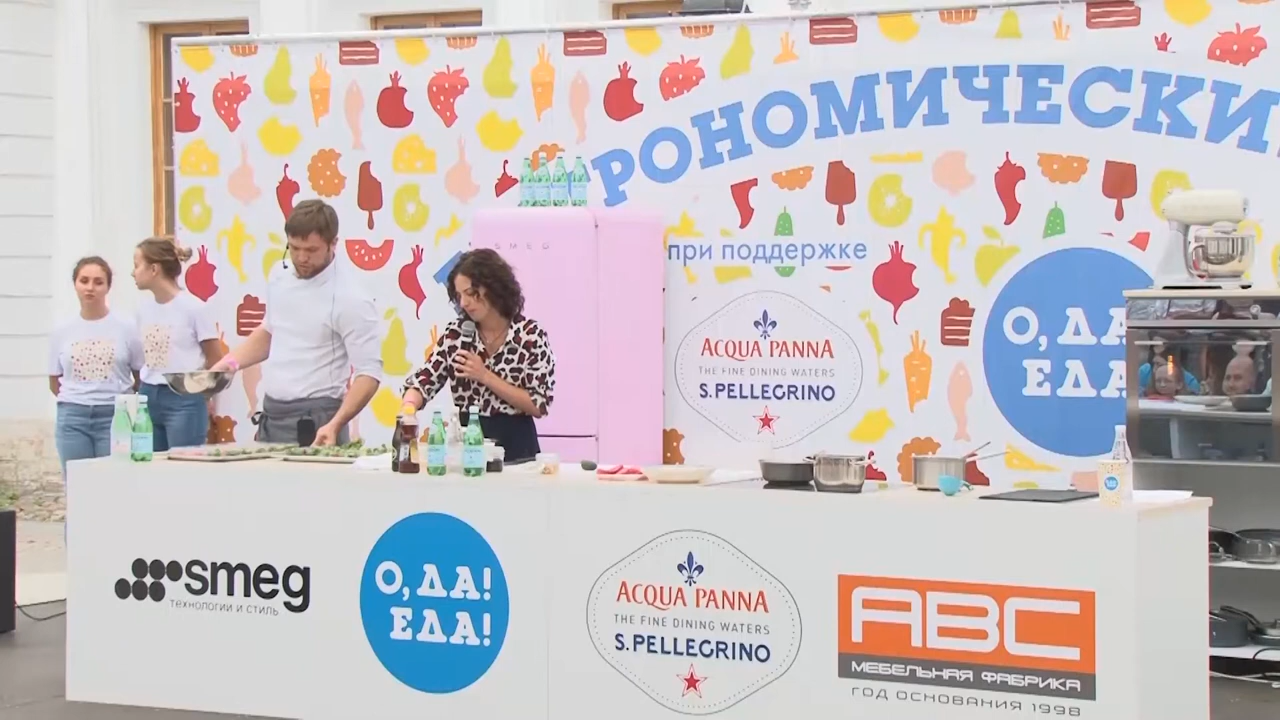 РОНОМИЧЕСКИ
SMEG
при поддержке
ACQUA PANNA
THE FINE DINING WATERS
S.PELLEGRINO
О, ДА
ЕДА
smeg
технологии и стиль
О, ДА!
ЕДА!
ACQUA PANNA
THE FINE DINING WATERS
S.PELLEGRINO
АВС
МЕБЕЛЬНАЯ ФАБРИКА
ГОД ОСНОВАНИЯ 1998